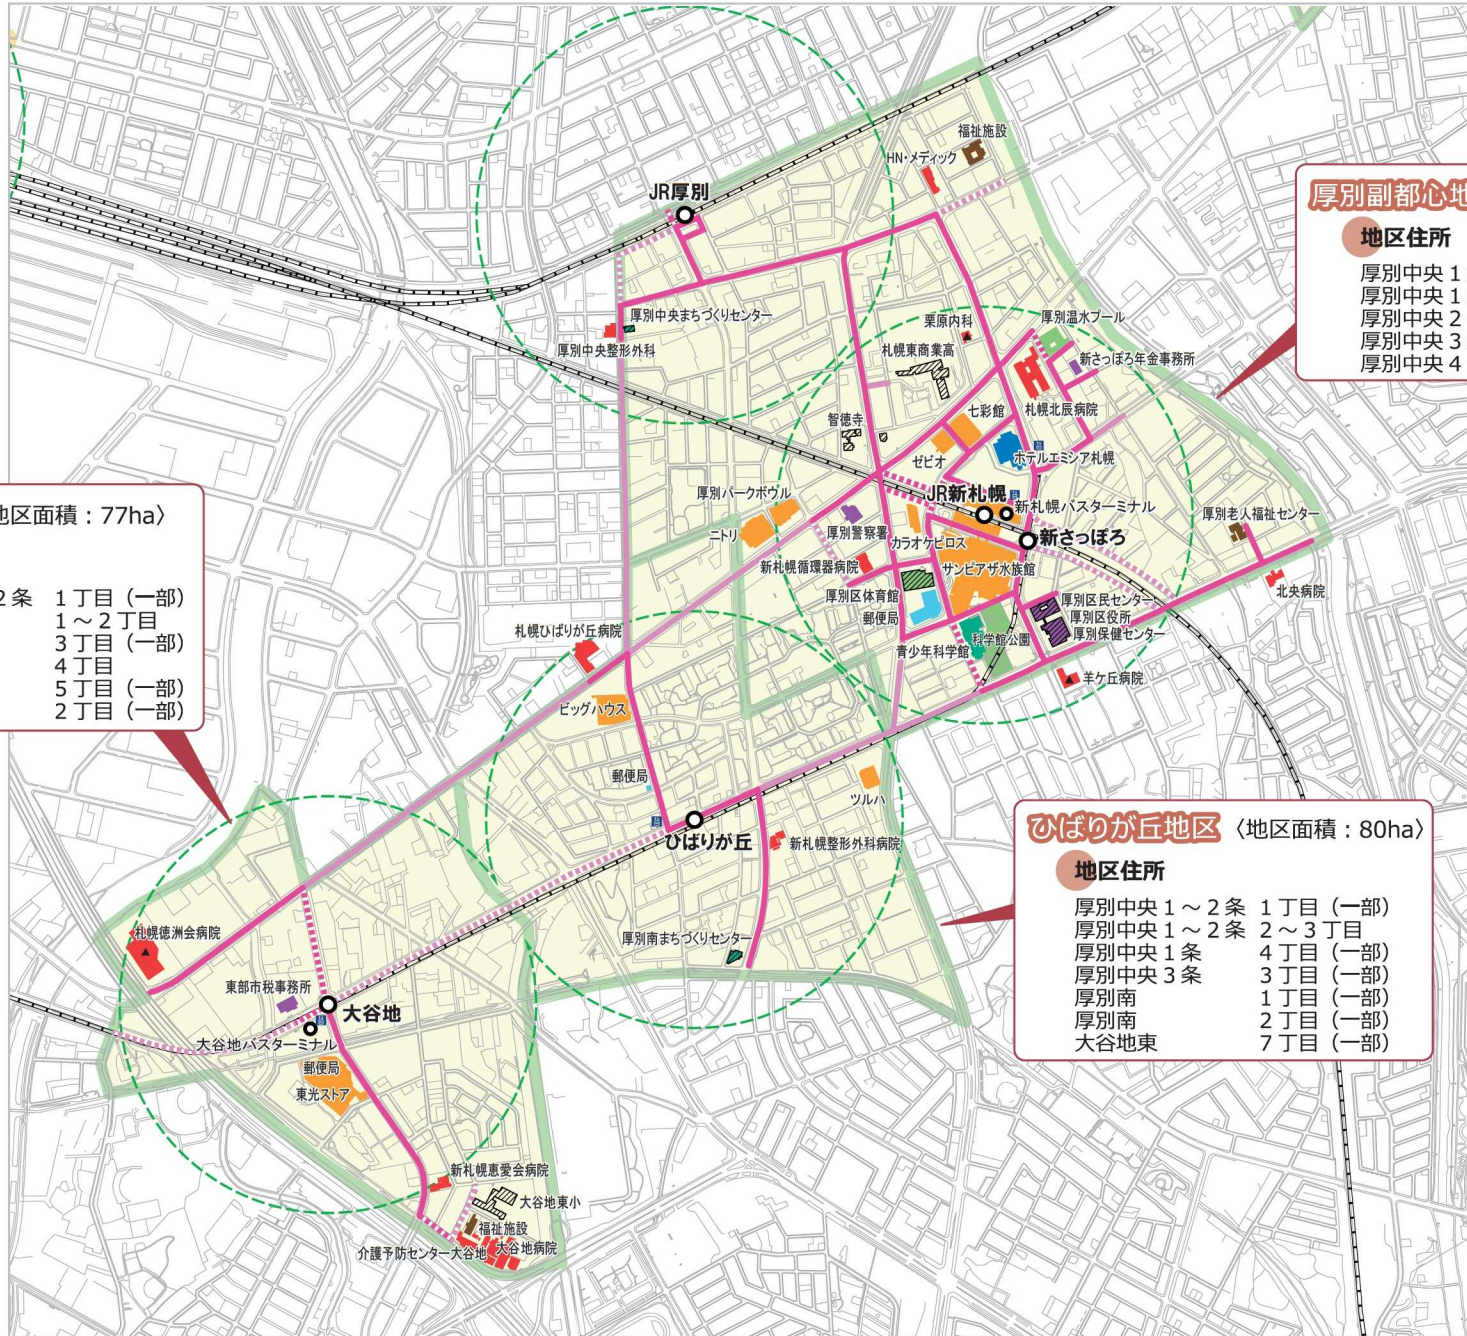 福祉施設
HN・メディック
JR厚別
厚別副都心地
地区住所
厚別中央１
厚別中央１
厚別中央２
厚別中央３
厚別中央４
厚別中央まちづくりセンター
厚別中央整形外科
栗原内科
厚別温水プール
札幌東商業高
新さっぽろ年金事務所
七彩館
札幌北辰病院
智徳寺
ゼビオ
ホテルエミシア札幌
厚別パークボウル
JR新札幌
新札幌バスターミナル
ニトリ
厚別警察署
カラオケピロス
新さっぽろ
厚別老人福祉センター
新札幌循環器病院
サンピアザ水族館
北央病院
厚別区体育館
郵便局
厚別区民センター
厚別区役所
厚別保健センター
青少年科学館
科学館公園
羊ケ丘病院
地区面積：77ha〉
２条　１丁目（一部）
１～２丁目
３丁目（一部）
４丁目
５丁目（一部）
２丁目（一部）
札幌ひばりが丘病院
ビッグハウス
郵便局
ツルハ
ひばりが丘
新札幌整形外科病院
ひばりが丘地区〈地区面積：80ha〉
地区住所
厚別中央１～２条　１丁目（一部）
厚別中央１～２条　２～３丁目
厚別中央１条　４丁目（一部）
厚別中央３条　３丁目（一部）
厚別南　１丁目（一部）
厚別南　２丁目（一部）
大谷地東　７丁目（一部）
厚別南まちづくりセンター
札幌徳洲会病院
東部市税事務所
大谷地
大谷地バスターミナル
郵便局
東光ストア
新札幌恵愛会病院
大谷地東小
福祉施設
介護予防センター大谷地
大谷地病院